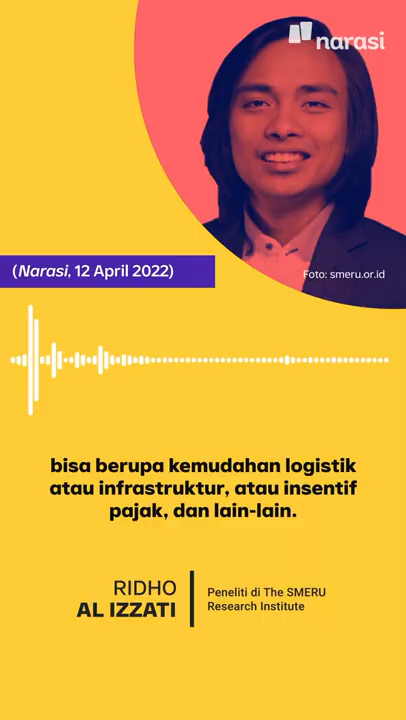 narasi
(Narasi, 12 April 2022)
Foto: smeru.or.id
bisa berupa kemudahan logistik
atau infrastruktur, atau insentif
pajak, dan lain-lain.
RIDHO
AL IZZATI
Peneliti di The SMERU
Research Institute